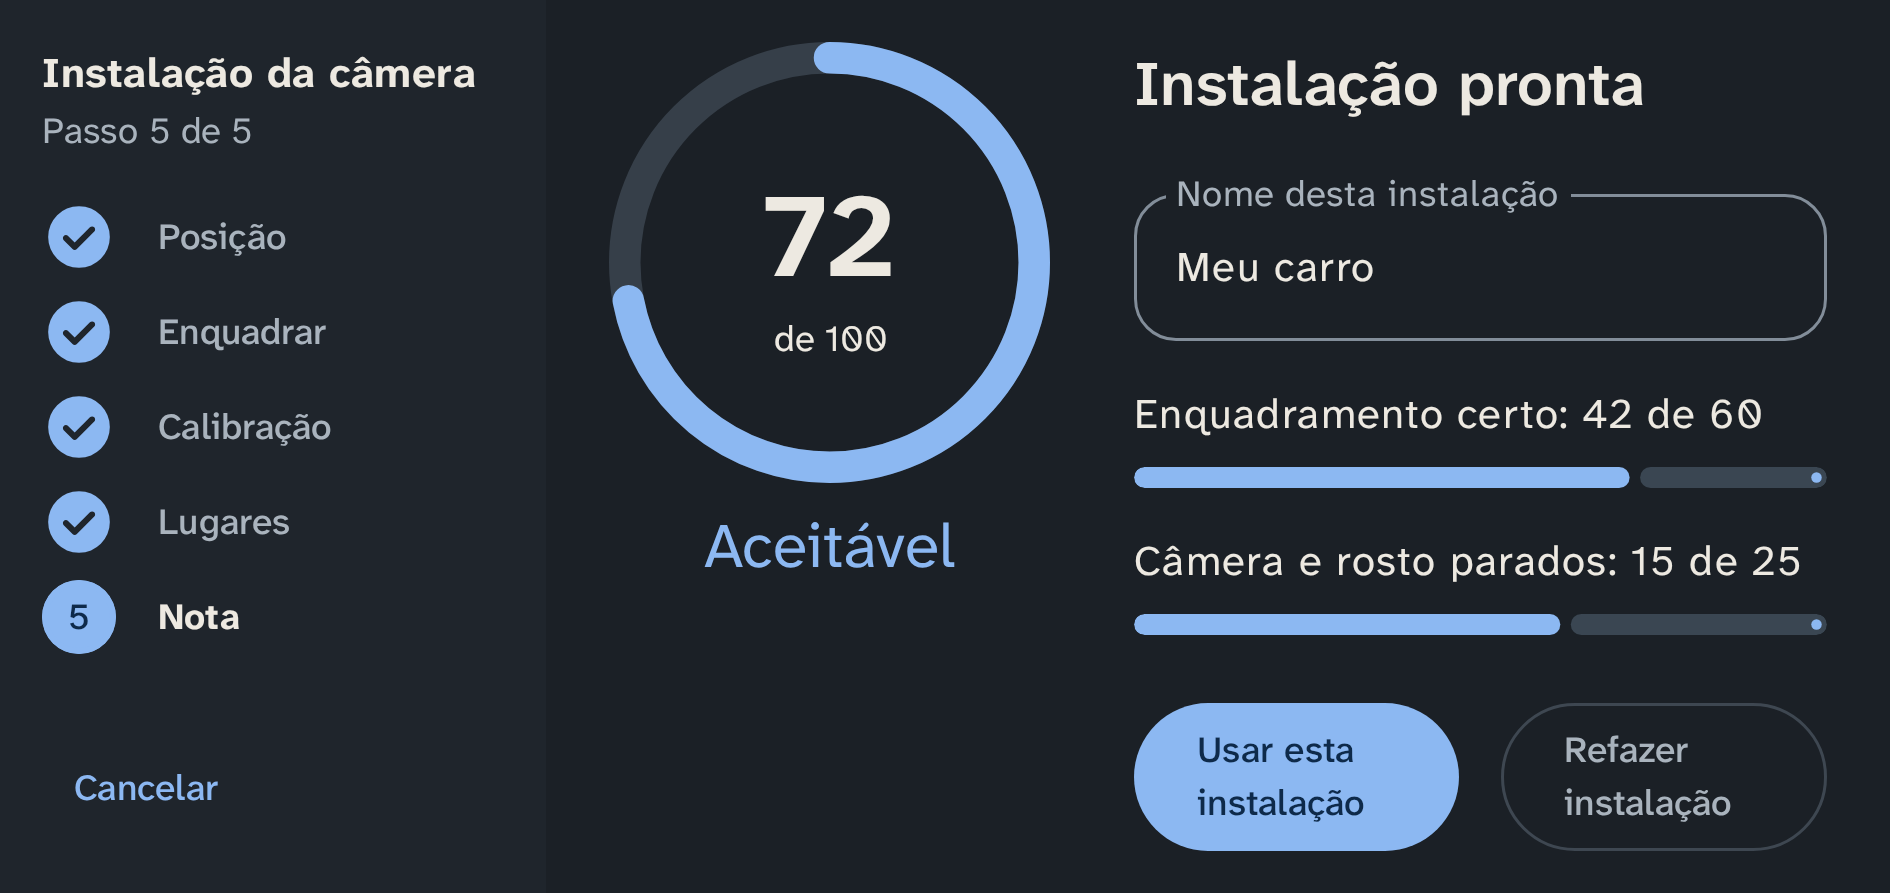 Instalação da câmera
Passo 5 de 5
Posição
Enquadrar
Calibração
Lugares
5 Nota
Cancelar
72
de 100
Aceitável
Instalação pronta
Nome desta instalação
Meu carro
Enquadramento certo: 42 de 60
Câmera e rosto parados: 15 de 25
Usar esta
instalação
Refazer
instalação